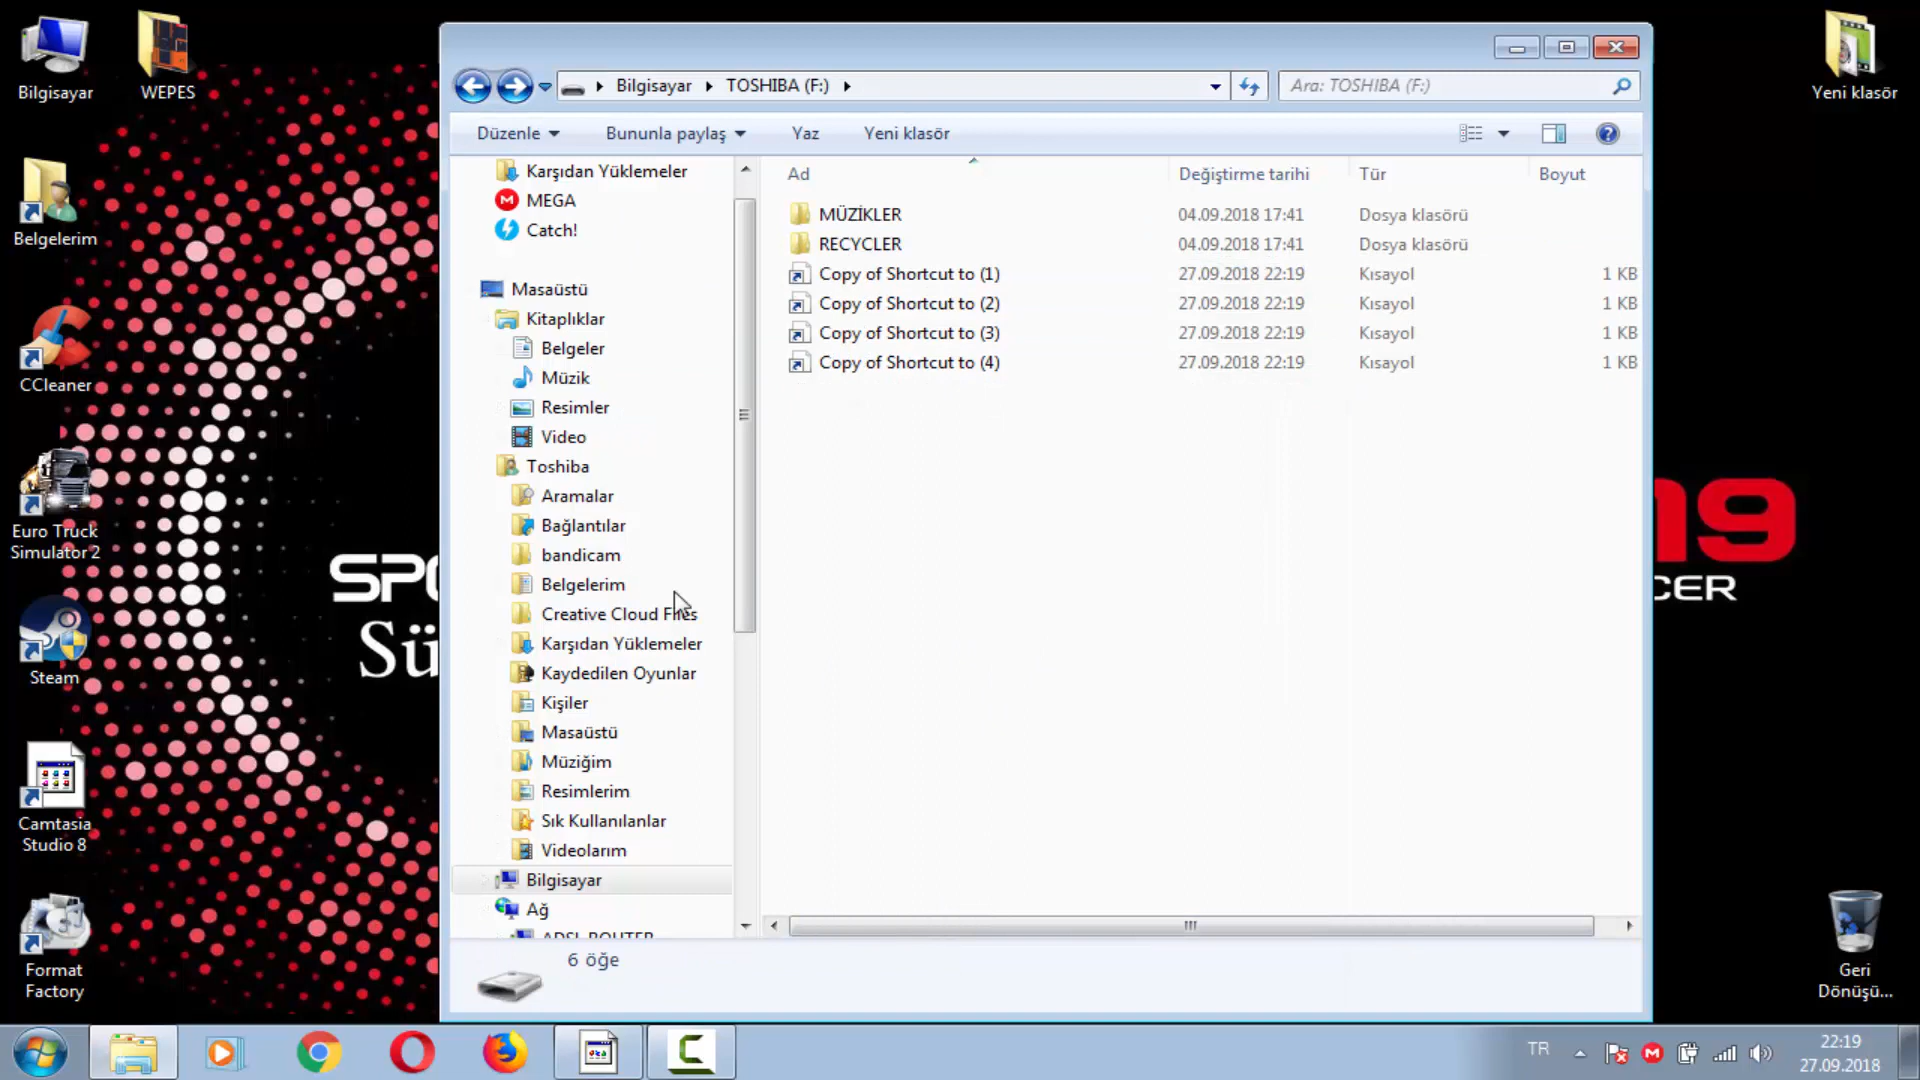 Bilgisayar
WEPES
Yeni klasör
Belgelerim
CCleaner
Euro Truck
Simulator 2
Steam
Camtasia
Studio 8
Format
Factory
Geri
Dönüşü...
SPO
Sü
19
CER
Bilgisayar
TOSHIBA (F:)
Ara: TOSHIBA (F:)
Düzenle
Bununla paylaş
Yaz
Yeni klasör
Karşıdan Yüklemeler
MEGA
Catch!
Masaüstü
Kitaplıklar
Belgeler
Müzik
Resimler
Video
Toshiba
Aramalar
Bağlantılar
bandicam
Belgelerim
Creative Cloud Files
Karşıdan Yüklemeler
Kaydedilen Oyunlar
Kişiler
Masaüstü
Müziğim
Resimlerim
Sık Kullanılanlar
Videolarım
Bilgisayar
Ağ
ADSL-ROUTER
Ad Değiştirme tarihi Tür Boyut
MÜZİKLER 04.09.2018 17:41 Dosya klasörü
RECYCLER 04.09.2018 17:41 Dosya klasörü
Copy of Shortcut to (1) 27.09.2018 22:19 Kısayol 1 KB
Copy of Shortcut to (2) 27.09.2018 22:19 Kısayol 1 KB
Copy of Shortcut to (3) 27.09.2018 22:19 Kısayol 1 KB
Copy of Shortcut to (4) 27.09.2018 22:19 Kısayol 1 KB
6 öğe
TR
22:19
27.09.2018